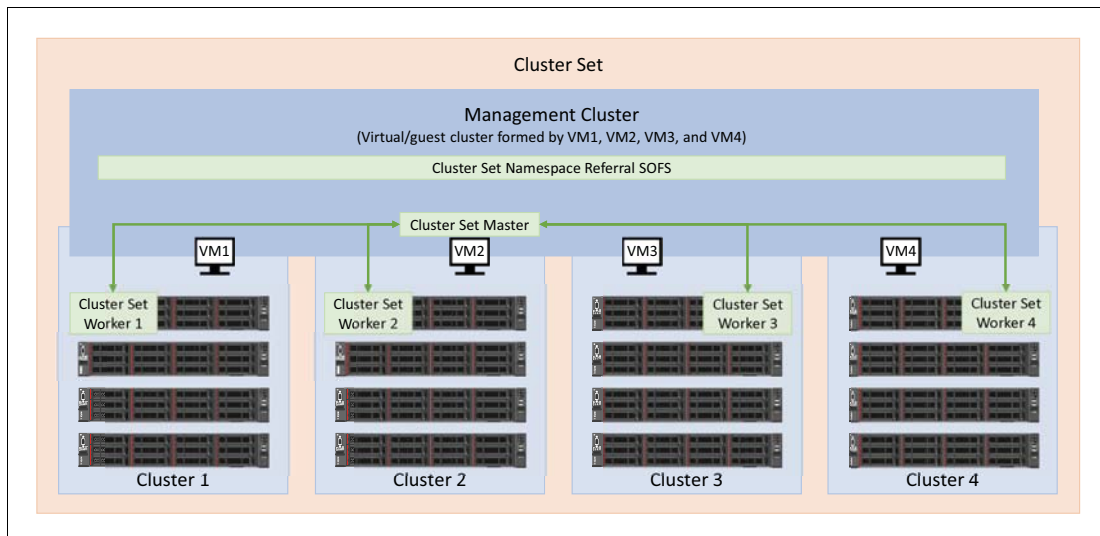 Cluster Set
Management Cluster
(Virtual/guest cluster formed by VM1, VM2, VM3, and VM4)
Cluster Set Namespace Referral SOFS
Cluster Set Master
VM1
VM2
VM3
VM4
Cluster Set
Worker 1
Cluster Set
Worker 2
Cluster Set
Worker 3
Cluster Set
Worker 4
Cluster 1
Cluster 2
Cluster 3
Cluster 4